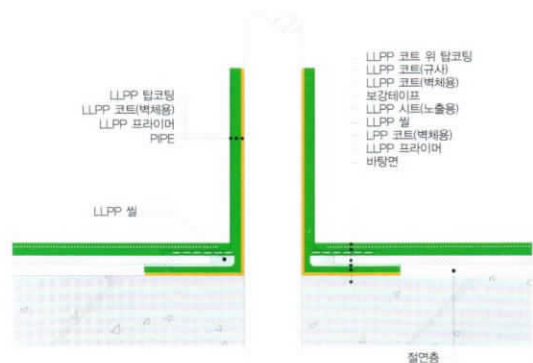 LLPP 탑코팅
LLPP 코트(벽체용)
LLPP 프라이머
PIPE
LLPP 씰
LLPP 코트 위 탑코팅
LLPP 코트(규사)
LLPP 코트(벽체용)
보강테이프
LLPP 시트(노출용)
LLPP 씰
LPP 코트(벽체용)
LLPP 프라이머
바탕면
절연층